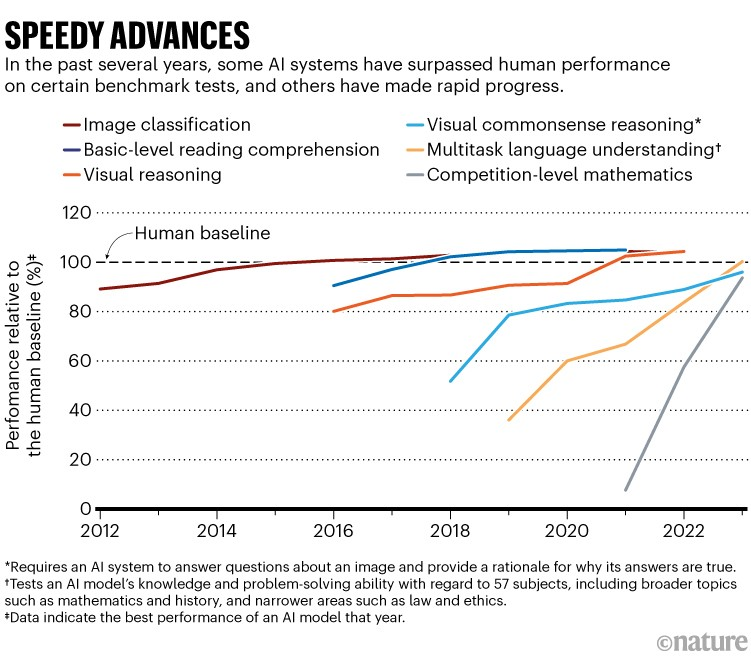 SPEEDY ADVANCES
In the past several years, some AI systems have surpassed human performance
on certain benchmark tests, and others have made rapid progress.
Image classification
Basic-level reading comprehension
Visual reasoning
Visual commonsense reasoning*
Multitask language understanding†
Competition-level mathematics
Perfomance relative to
the human baseline (%)‡
120
100
80
60
40
20
0
Human baseline
2012 2014 2016 2018 2020 2022
*Requires an AI system to answer questions about an image and provide a rationale for why its answers are true.
†Tests an AI model’s knowledge and problem-solving ability with regard to 57 subjects, including broader topics
such as mathematics and history, and narrower areas such as law and ethics.
‡Data indicate the best performance of an AI model that year.
©nature